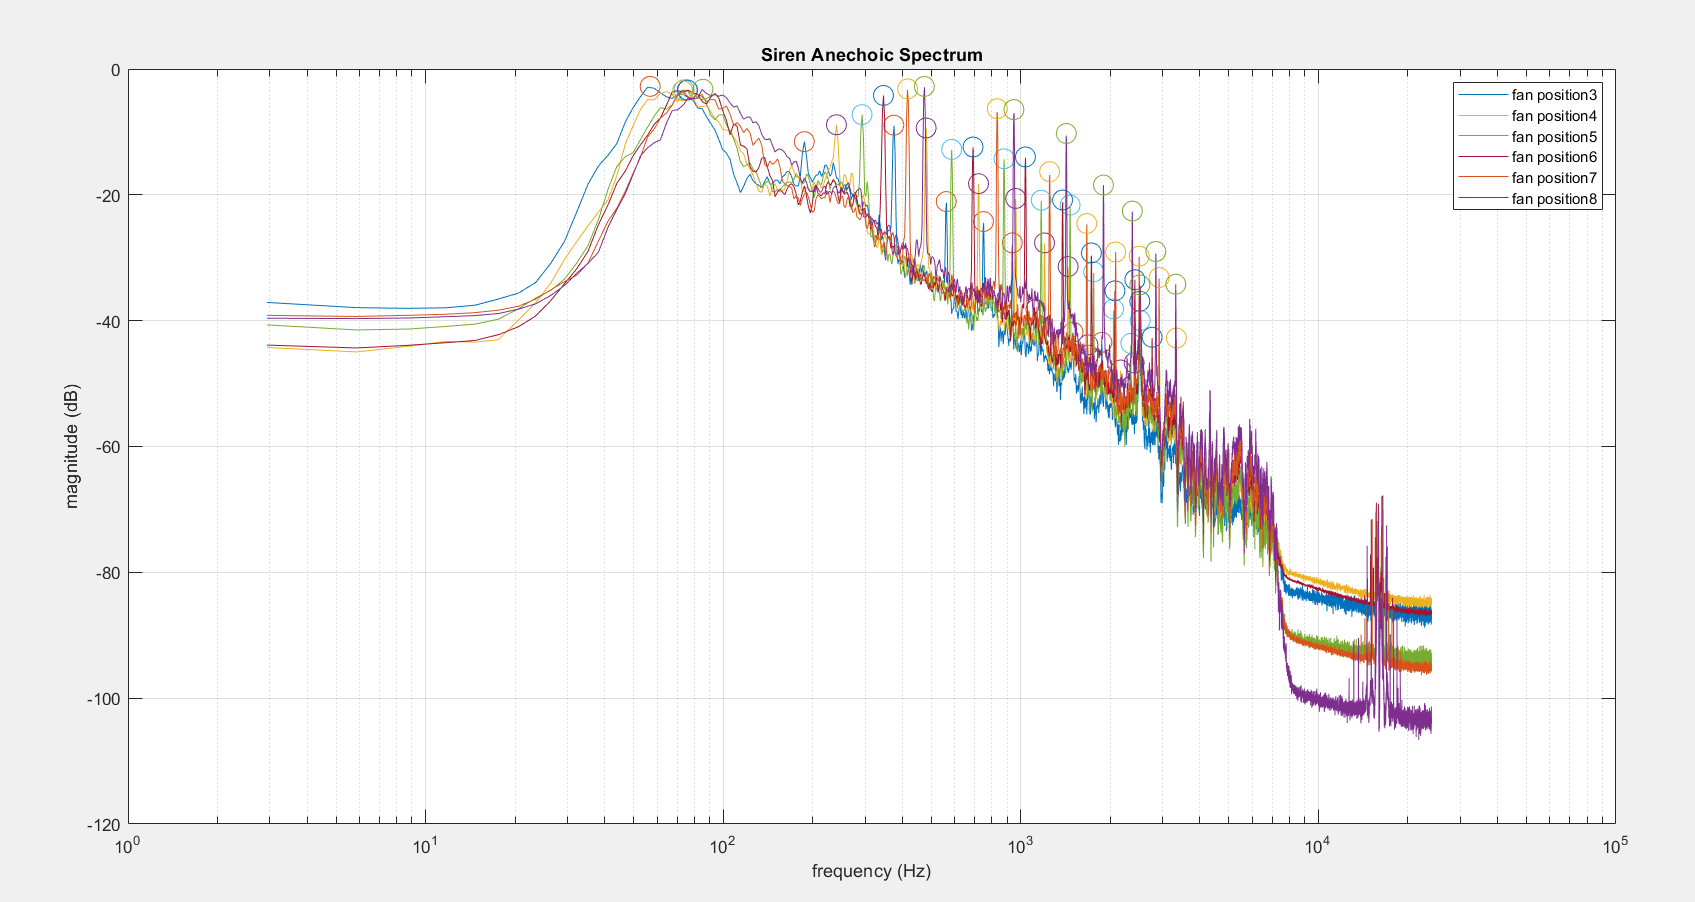 Siren Anechoic Spectrum
0
-20
-40
-60
-80
-100
-120
magnitude (dB)
fan position3
fan position4
fan position5
fan position6
fan position7
fan position8
10^0 10^1 10^2 10^3 10^4 10^5
frequency (Hz)